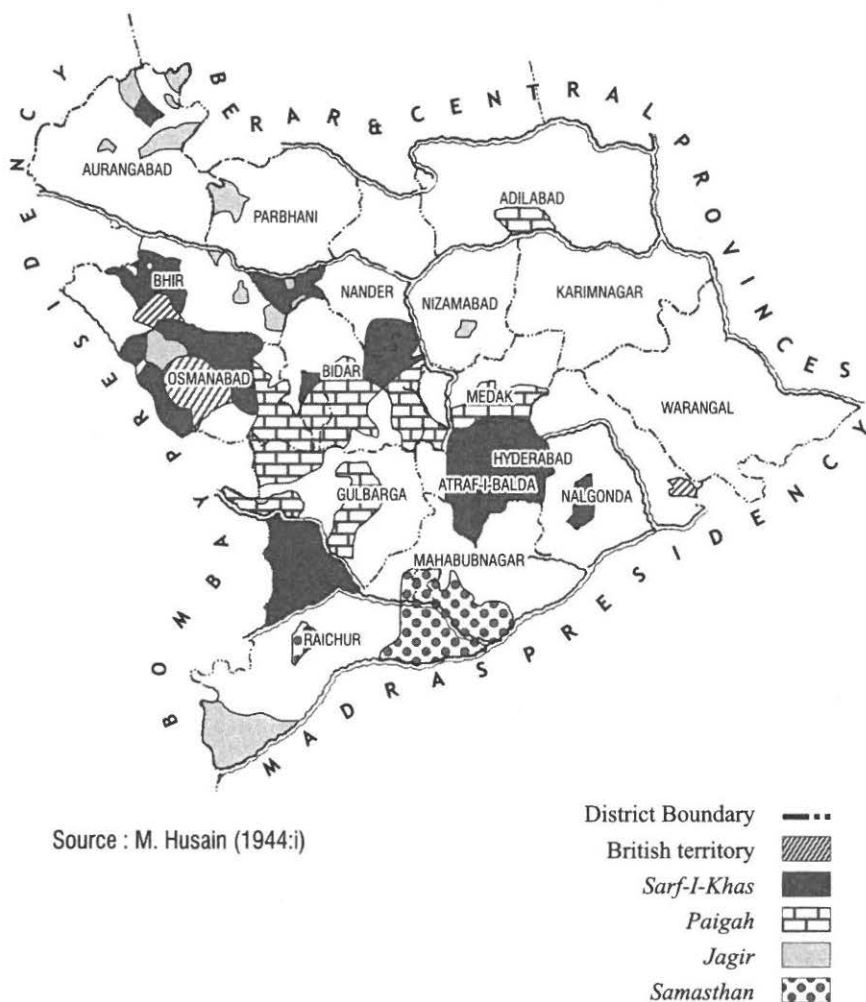 BERAR & CENTRAL PROVINCES
BOMBAY PRESIDENCY
MADRAS PRESIDENCY
AURANGABAD
PARBHANI
ADILABAD
BHIR
NANDER
NIZAMABAD
KARIMNAGAR
OSMANABAD
BIDAR
MEDAK
WARANGAL
HYDERABAD
ATRAF-I-BALDA
NALGONDA
GULBARGA
MAHABUBNAGAR
RAICHUR
Source : M. Husain (1944:i)
District Boundary
British territory
Sarf-I-Khas
Paigah
Jagir
Samasthan